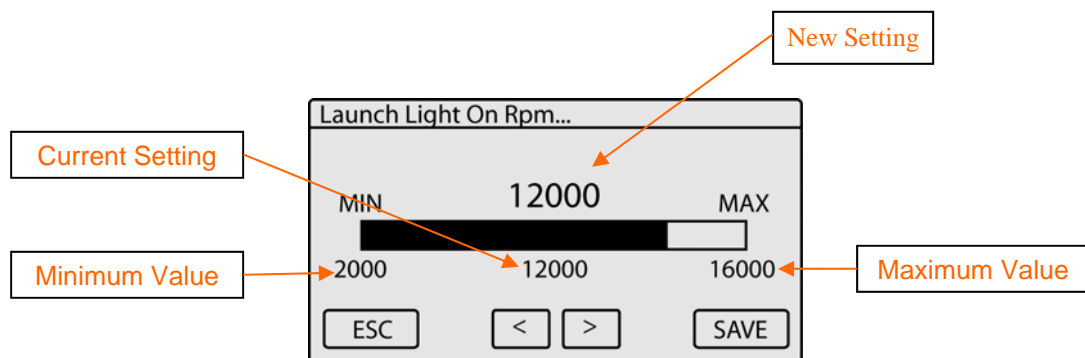 New Setting
Launch Light On Rpm...
Current Setting
12000
MIN
MAX
Minimum Value
2000
12000
16000
Maximum Value
ESC
<
>
SAVE